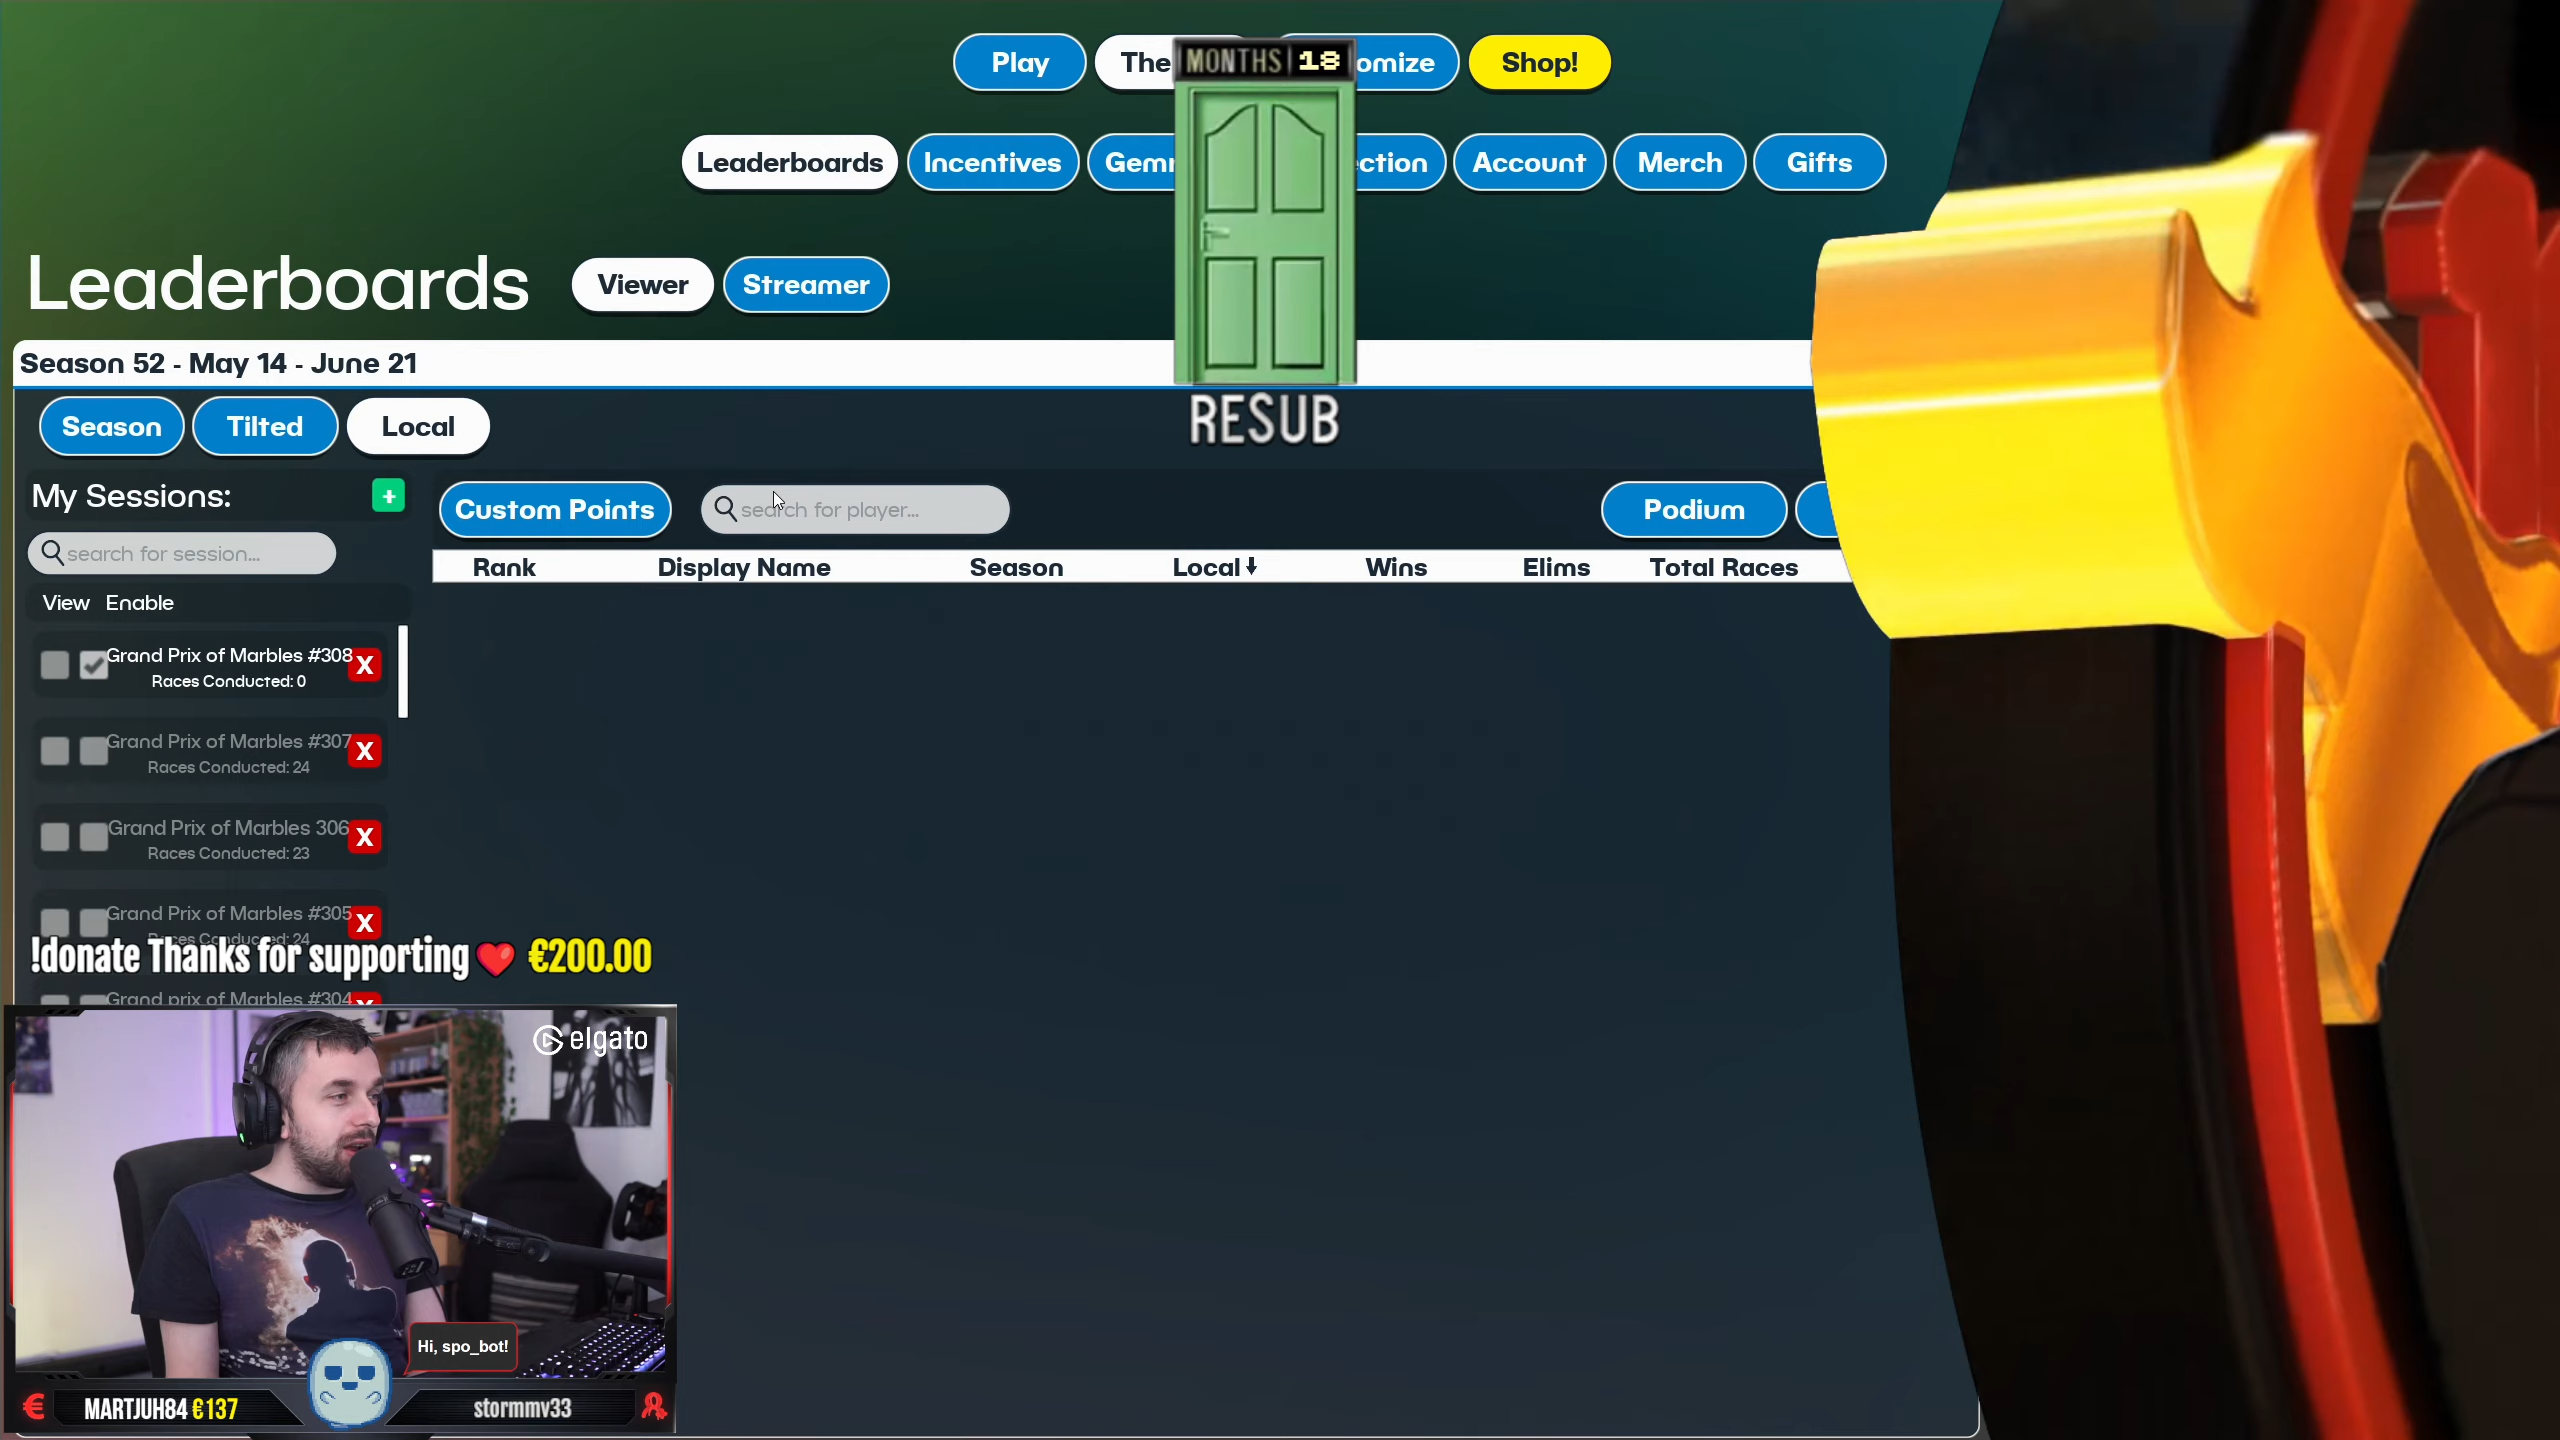 Play
The
omize
Shop!
MONTHS 18
Leaderboards
Incentives
ction
Account
Merch
Gifts
Leaderboards
Viewer
Streamer
Season 52 - May 14 - June 21
RESUB
Season
Tilted
Local
My Sessions:
+
Custom Points
search for player...
Podium
search for session...
Rank
Display Name
Season
Local
Wins
Elims
Total Races
View
Enable
Grand Prix of Marbles #308
Races Conducted: 0
X
Grand Prix of Marbles #307
Races Conducted: 24
X
Grand Prix of Marbles 306
Races Conducted: 23
X
Grand Prix of Marbles #305
Races Conducted: 24
X
!donate Thanks for supporting €200.00
Grand prix of Marbles #304
elgato
Hi, spo_bot!
€ MARTJUH84 €137
stormmv33